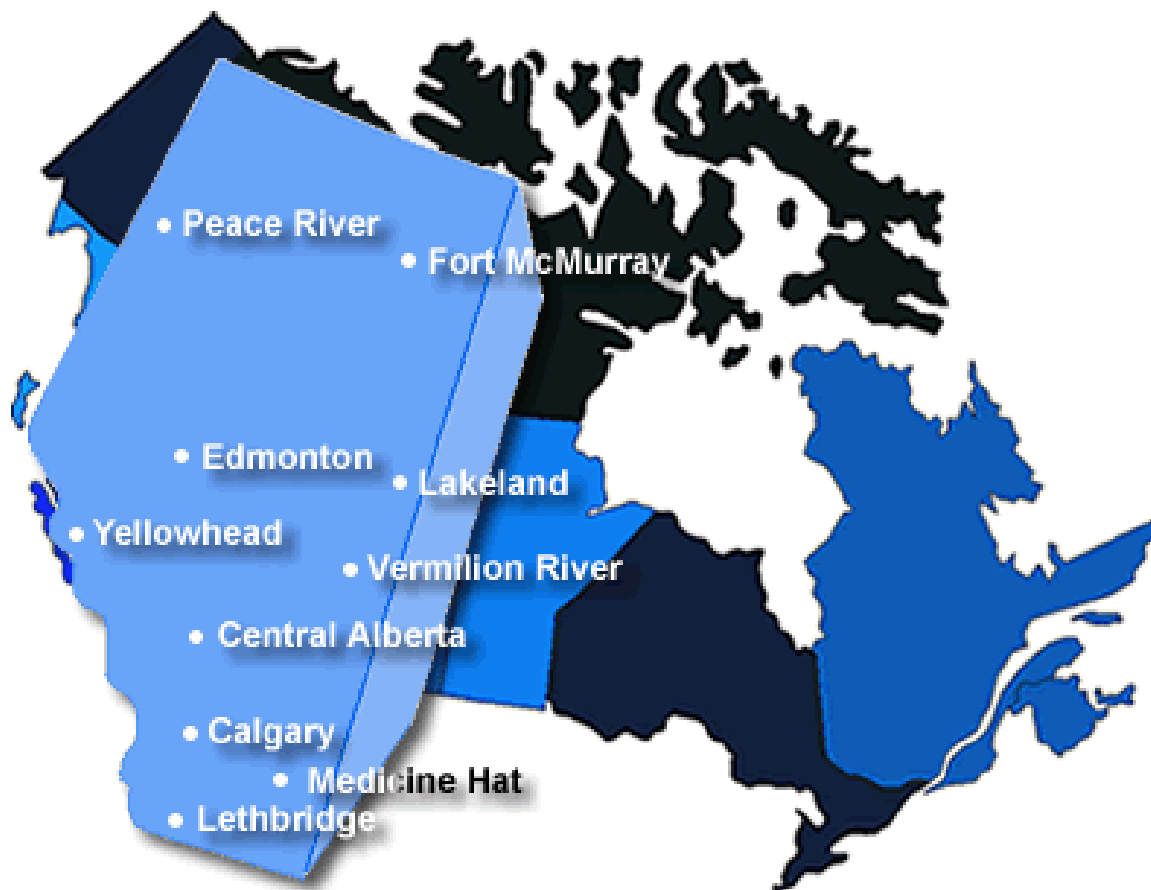 Peace River
Fort McMurray
Edmonton
Lakeland
Yellowhead
Vermilion River
Central Alberta
Calgary
Medicine Hat
Lethbridge